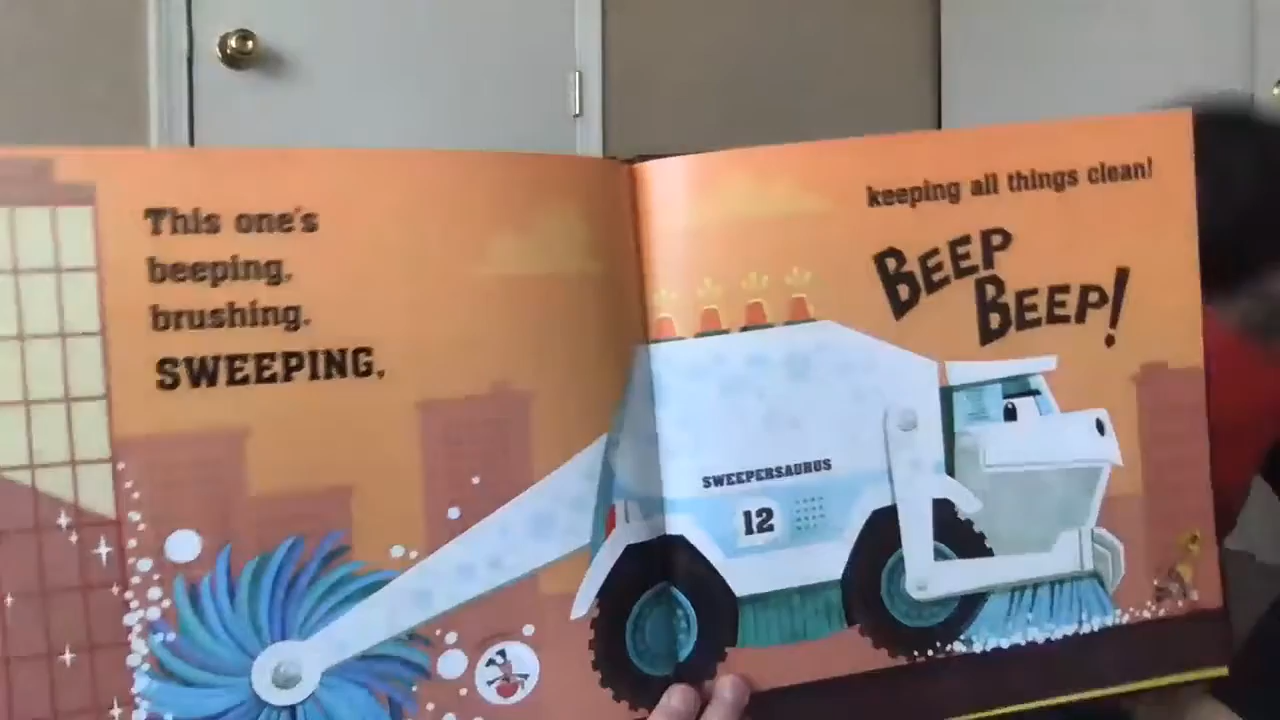 This one's
beeping,
brushing,
SWEEPING,
keeping all things clean!
BEEP
BEEP!
SWEEPERSAURUS
12